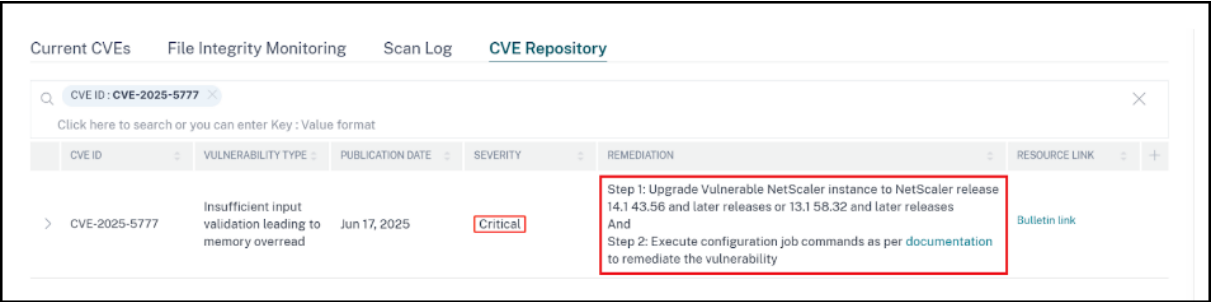 Current CVEs File Integrity Monitoring Scan Log CVE Repository
CVE ID : CVE-2025-5777
Click here to search or you can enter Key : Value format
CVE ID VULNERABILITY TYPE PUBLICATION DATE SEVERITY REMEDIATION RESOURCE LINK
CVE-2025-5777
Insufficient input
validation leading to
memory overread
Jun 17, 2025
Critical
Step 1: Upgrade Vulnerable NetScaler instance to NetScaler release
14.1 43.56 and later releases or 13.1 58.32 and later releases
And
Step 2: Execute configuration job commands as per documentation
to remediate the vulnerability
Bulletin link